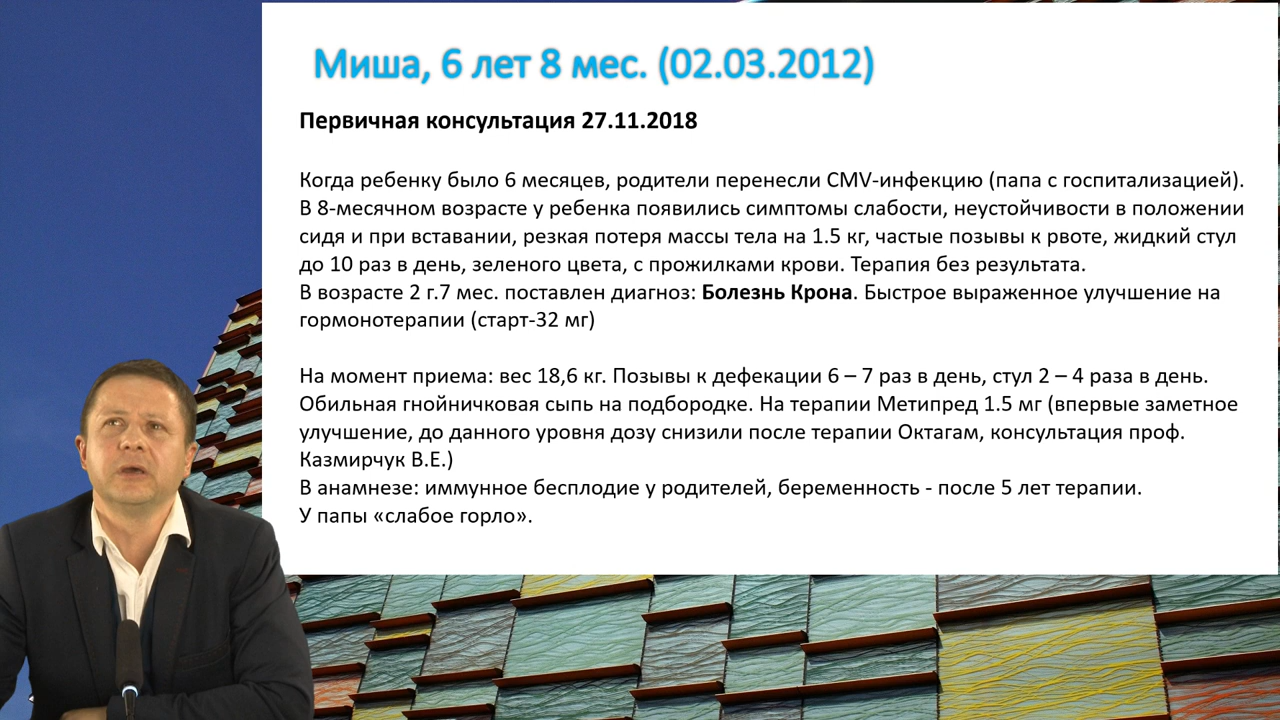 Миша, 6 лет 8 мес. (02.03.2012)
Первичная консультация 27.11.2018
Когда ребенку было 6 месяцев, родители перенесли CMV-инфекцию (папа с госпитализацией).
В 8-месячном возрасте у ребенка появились симптомы слабости, неустойчивости в положении
сидя и при вставании, резкая потеря массы тела на 1.5 кг, частые позывы к рвоте, жидкий стул
до 10 раз в день, зеленого цвета, с прожилками крови. Терапия без результата.
В возрасте 2 г.7 мес. поставлен диагноз: Болезнь Крона. Быстрое выраженное улучшение на
гормонотерапии (старт-32 мг)
На момент приема: вес 18,6 кг. Позывы к дефекации 6 – 7 раз в день, стул 2 – 4 раза в день.
Обильная гнойничковая сыпь на подбородке. На терапии Метипред 1.5 мг (впервые заметное
улучшение, до данного уровня дозу снизили после терапии Октагам, консультация проф.
Казмирчук В.Е.)
В анамнезе: иммунное бесплодие у родителей, беременность - после 5 лет терапии.
У папы «слабое горло».